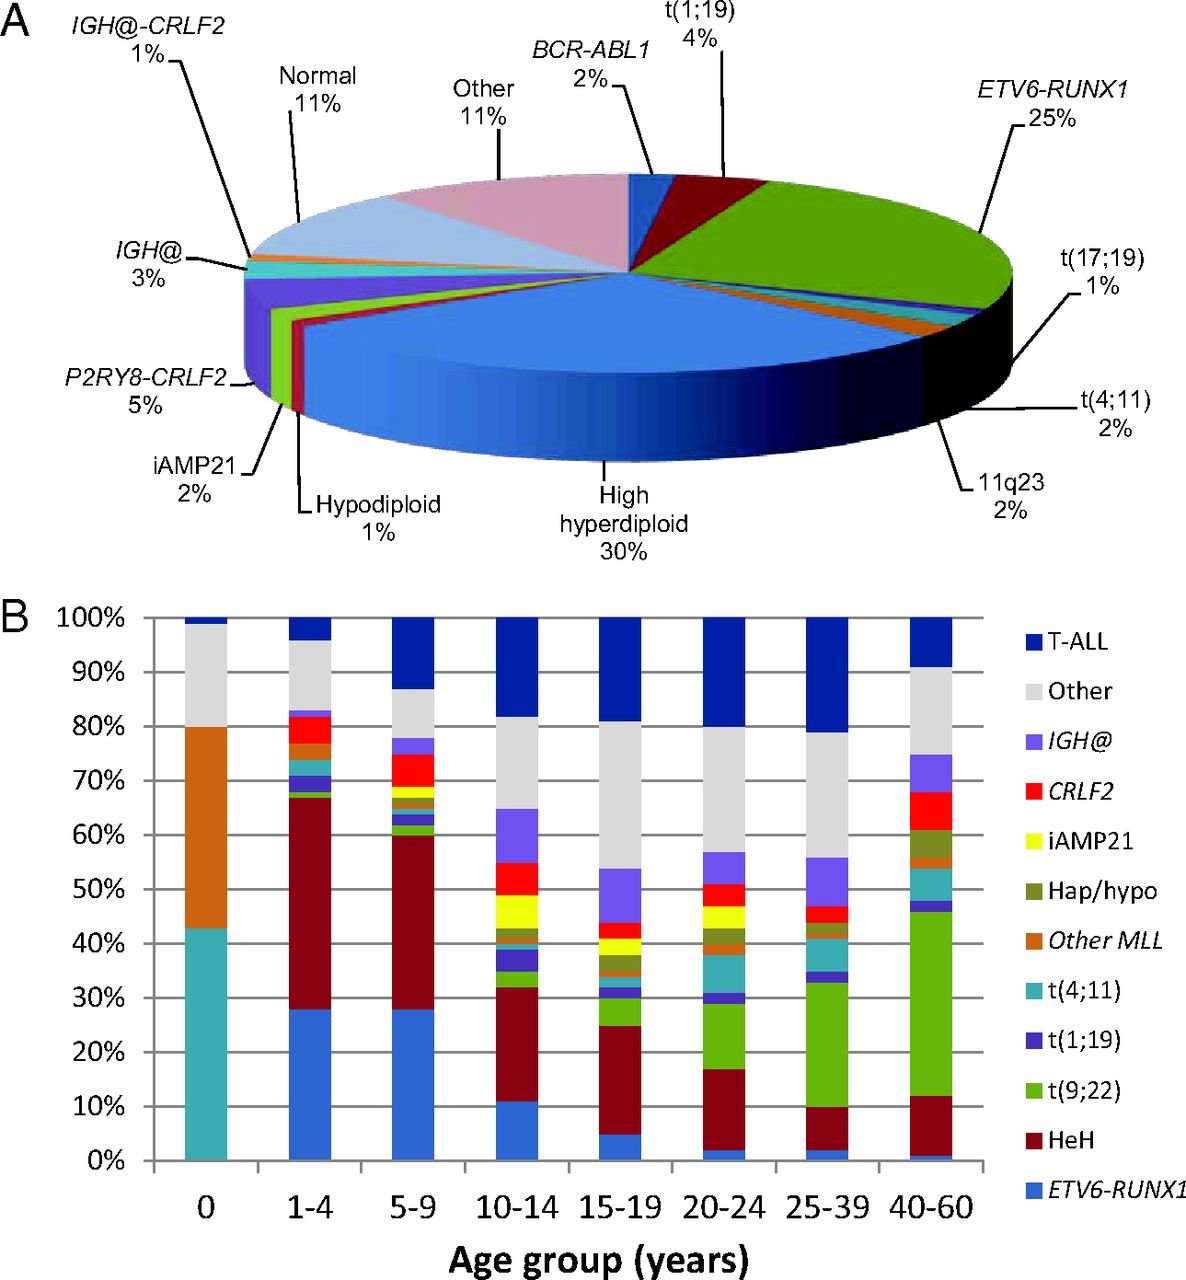 A
IGH@-CRLF2
1%
Normal
11%
Other
11%
BCR-ABL1
2%
t(1;19)
4%
ETV6-RUNX1
25%
t(17;19)
1%
t(4;11)
2%
11q23
2%
High
hyperdiploid
30%
Hypodiploid
1%
iAMP21
2%
P2RY8-CRLF2
5%
IGH@
3%
B
100%
90%
80%
70%
60%
50%
40%
30%
20%
10%
0%
0 1-4 5-9 10-14 15-19 20-24 25-39 40-60
Age group (years)
T-ALL
Other
IGH@
CRLF2
iAMP21
Hap/hypo
Other MLL
t(4;11)
t(1;19)
t(9;22)
HeH
ETV6-RUNX1